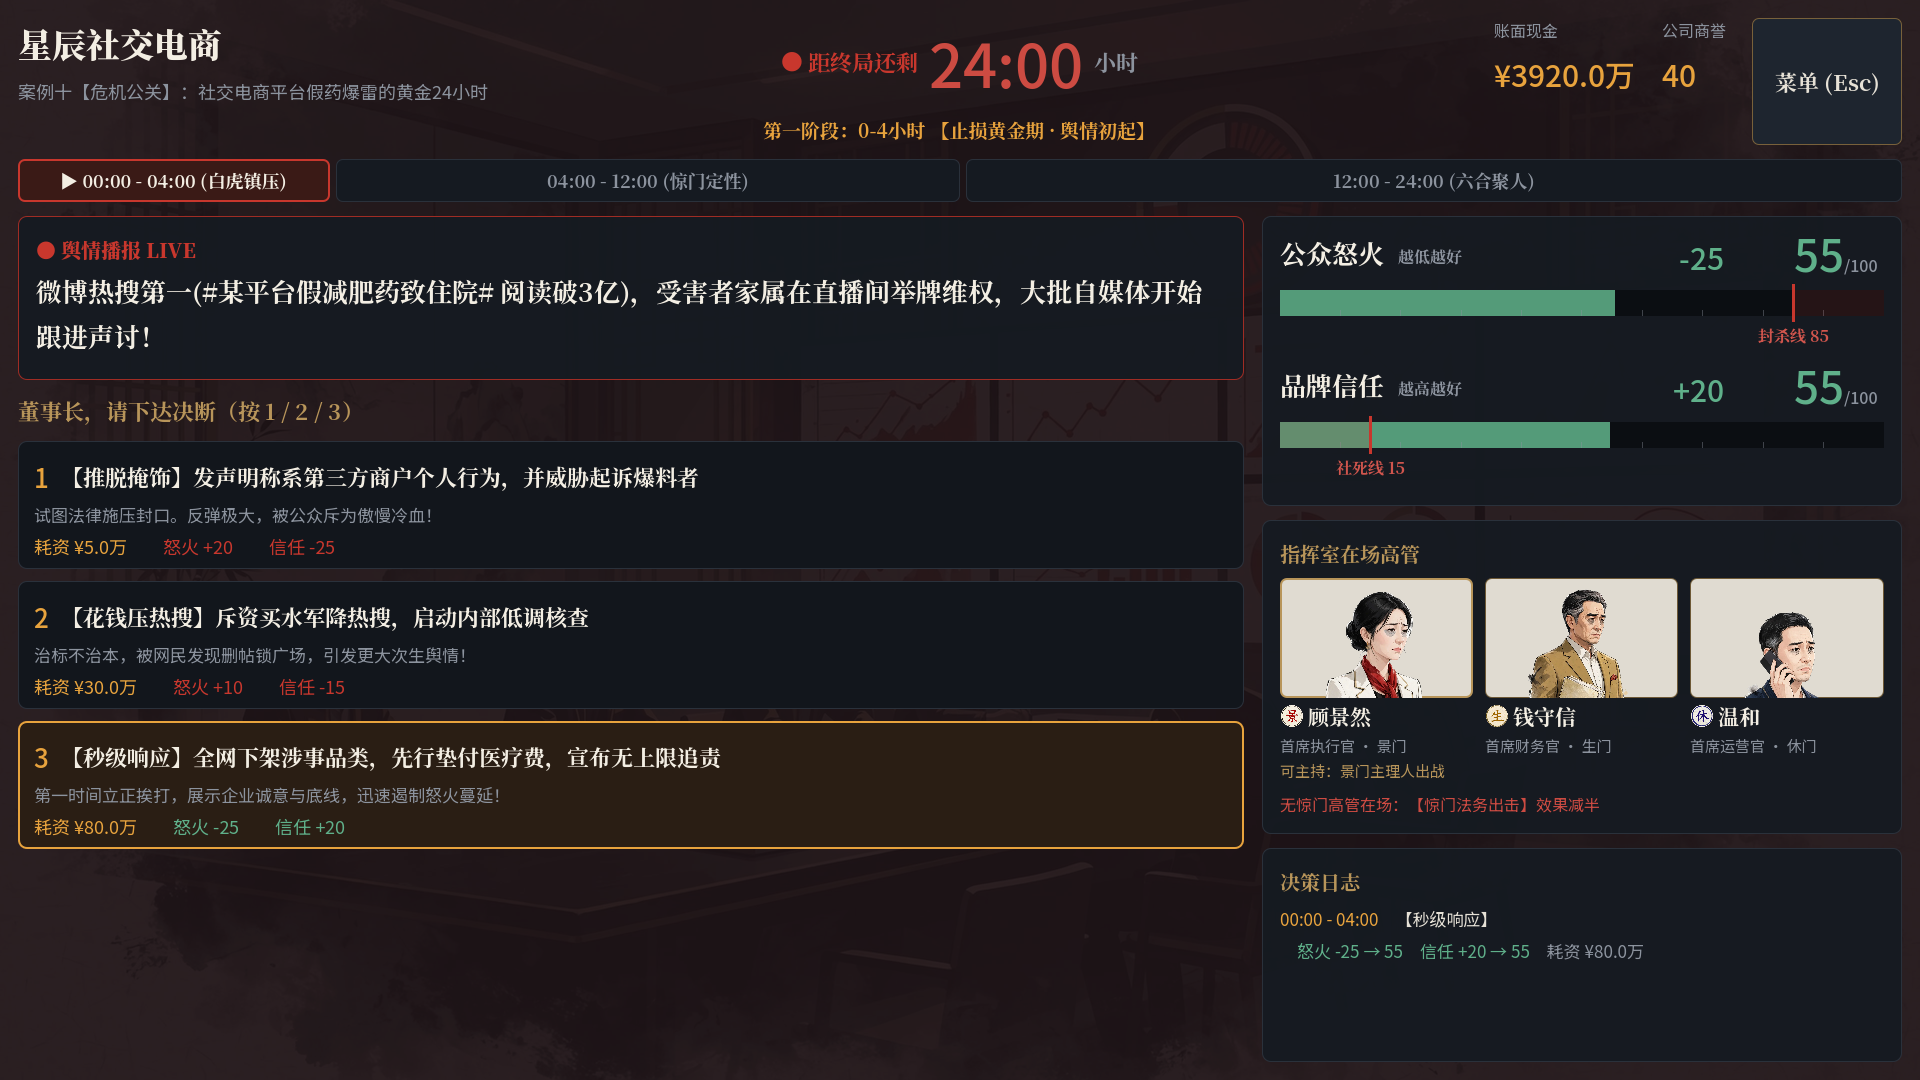 星辰社交电商
案例十【危机公关】：社交电商平台假药爆雷的黄金24小时
距终局还剩 24:00 小时
第一阶段：0-4小时 【止损黄金期 · 舆情初起】
账面现金
¥3920.0万
公司商誉
40
菜单 (Esc)
▶ 00:00 - 04:00 (白虎镇压)
04:00 - 12:00 (惊门定性)
12:00 - 24:00 (六合聚人)
舆情播报 LIVE
微博热搜第一(#某平台假减肥药致住院# 阅读破3亿)，受害者家属在直播间举牌维权，大批自媒体开始
跟进声讨！
董事长，请下达决断（按 1 / 2 / 3）
1 【推脱掩饰】发声明称系第三方商户个人行为，并威胁起诉爆料者
试图法律施压封口。反弹极大，被公众斥为傲慢冷血！
耗资 ¥5.0万 怒火 +20 信任 -25
2 【花钱压热搜】斥资买水军降热搜，启动内部低调核查
治标不治本，被网民发现删帖锁广场，引发更大次生舆情！
耗资 ¥30.0万 怒火 +10 信任 -15
3 【秒级响应】全网下架涉事品类，先行垫付医疗费，宣布无上限追责
第一时间立正挨打，展示企业诚意与底线，迅速遏制怒火蔓延！
耗资 ¥80.0万 怒火 -25 信任 +20
公众怒火 越低越好 -25 55/100
封杀线 85
品牌信任 越高越好 +20 55/100
社死线 15
指挥室在场高管
景 顾景然
首席执行官 · 景门
可主持：景门主理人出战
生 钱守信
首席财务官 · 生门
休 温和
首席运营官 · 休门
无惊门高管在场：【惊门法务出击】效果减半
决策日志
00:00 - 04:00 【秒级响应】
怒火 -25 → 55 信任 +20 → 55 耗资 ¥80.0万